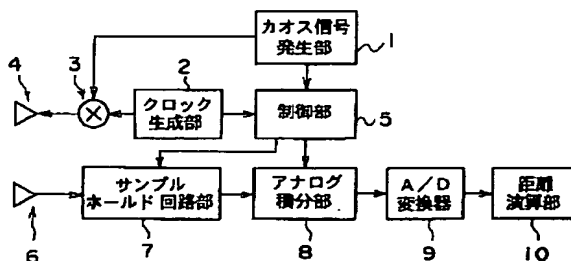 カオス信号
発生部
1
4
3
2
クロック
生成部
制御部
5
サンプル
ホールド回路部
アナログ
積分部
A/D
変換器
距離
演算部
6
7
8
9
10